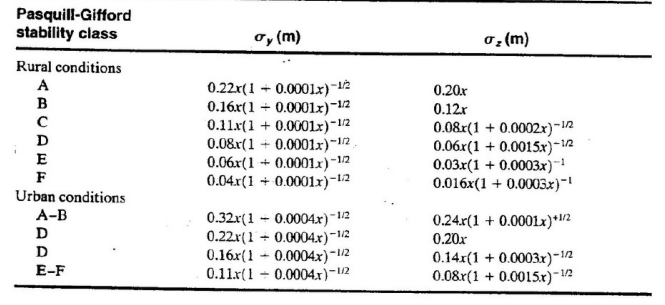 Pasquill-Gifford
stability class σy (m) σz (m)
Rural conditions
A 0.22x(1 + 0.0001x)^−1/2 0.20x
B 0.16x(1 + 0.0001x)^−1/2 0.12x
C 0.11x(1 + 0.0001x)^−1/2 0.08x(1 + 0.0002x)^−1/2
D 0.08x(1 + 0.0001x)^−1/2 0.06x(1 + 0.0015x)^−1/2
E 0.06x(1 + 0.0001x)^−1/2 0.03x(1 + 0.0003x)^−1
F 0.04x(1 + 0.0001x)^−1/2 0.016x(1 + 0.0003x)^−1
Urban conditions
A–B 0.32x(1 + 0.0004x)^−1/2 0.24x(1 + 0.0001x)^+1/2
D 0.22x(1 + 0.0004x)^−1/2 0.20x
D 0.16x(1 + 0.0004x)^−1/2 0.14x(1 + 0.0003x)^−1/2
E–F 0.11x(1 + 0.0004x)^−1/2 0.08x(1 + 0.0015x)^−1/2